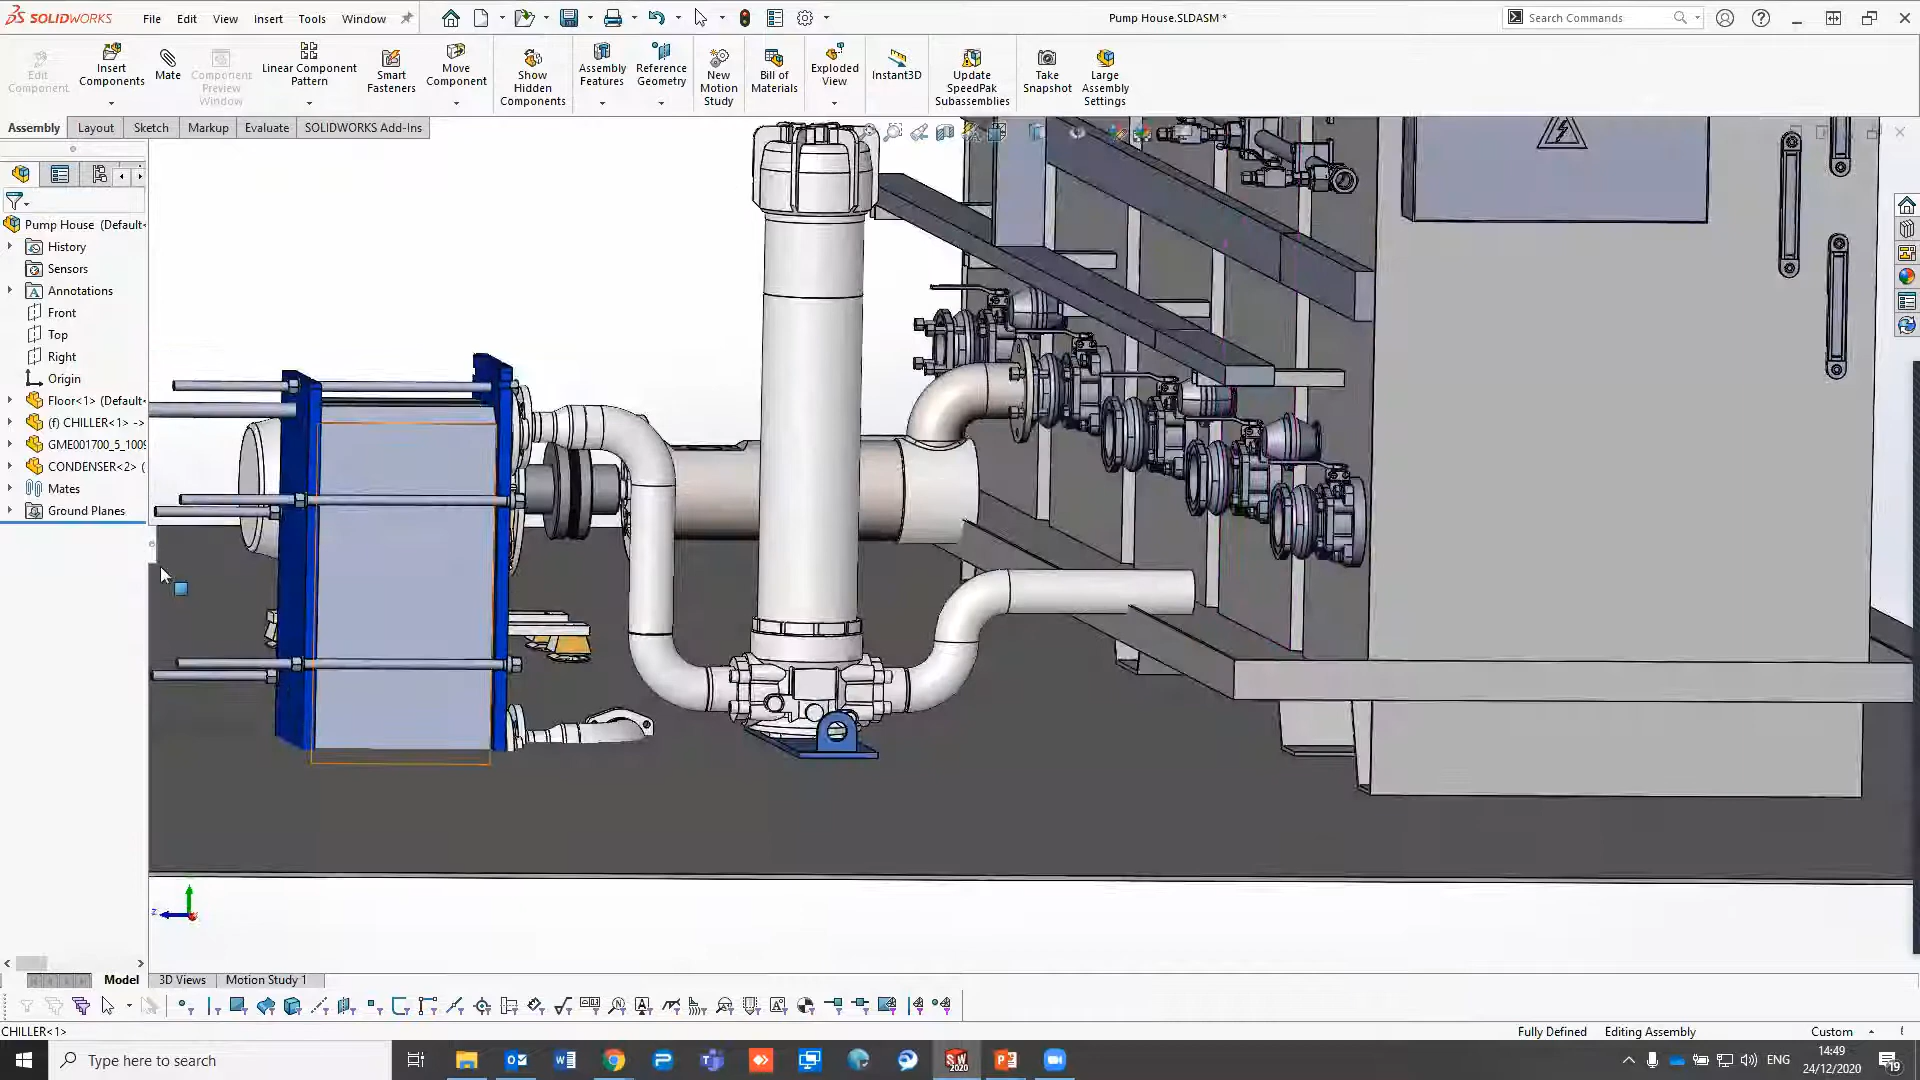 SOLIDWORKS File Edit View Insert Tools Window Pump House.SLDASM * Search Commands
Edit Component
Insert Components
Mate
Component Preview Window
Linear Component Pattern
Smart Fasteners
Move Component
Show Hidden Components
Assembly Features
Reference Geometry
New Motion Study
Bill of Materials
Exploded View
Instant3D
Update SpeedPak Subassemblies
Take Snapshot
Large Assembly Settings
Assembly Layout Sketch Markup Evaluate SOLIDWORKS Add-Ins
Pump House (Default<
History
Sensors
Annotations
Front
Top
Right
Origin
Floor<1> (Default<
(f) CHILLER<1> ->
GME001700_5_1009
CONDENSER<2> (
Mates
Ground Planes
z
Model 3D Views Motion Study 1
CHILLER<1> Fully Defined Editing Assembly Custom
Type here to search
SW 2020
ENG
14:49
24/12/2020
19